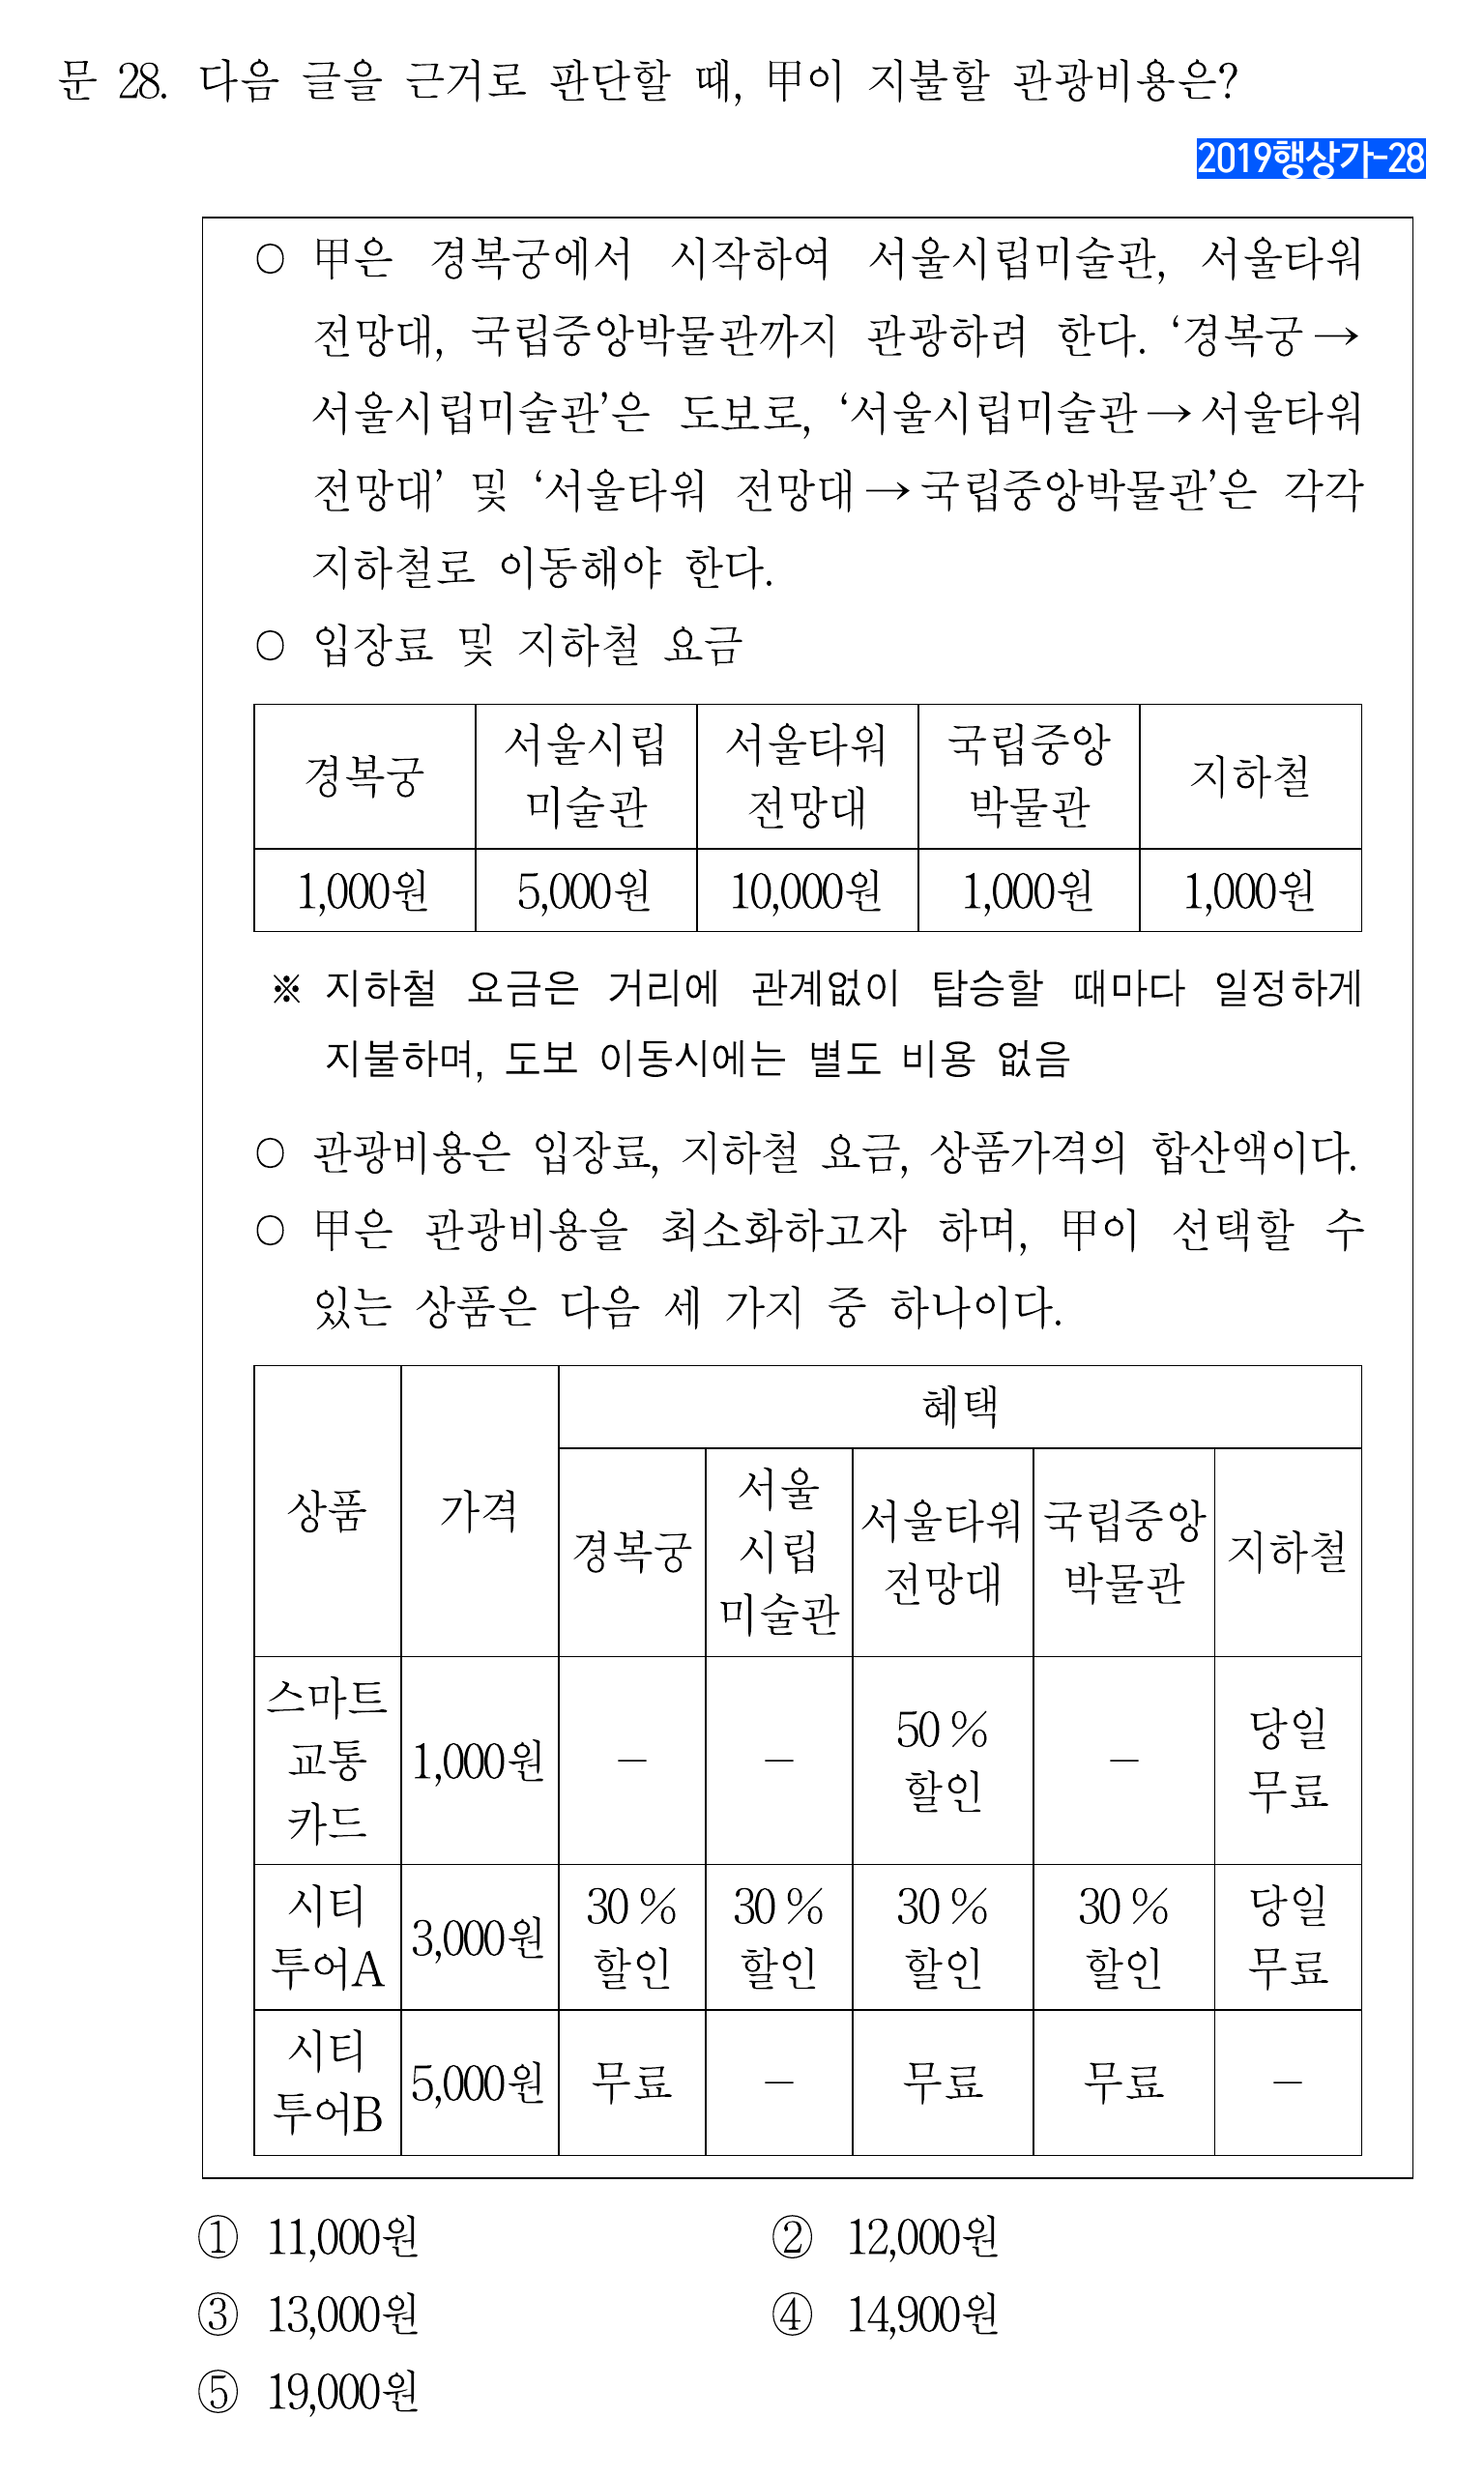 문 28. 다음 글을 근거로 판단할 때, 甲이 지불할 관광비용은?
2019행상가-28
○ 甲은 경복궁에서 시작하여 서울시립미술관, 서울타워
전망대, 국립중앙박물관까지 관광하려 한다. ‘경복궁→
서울시립미술관’은 도보로, ‘서울시립미술관→서울타워
전망대’ 및 ‘서울타워 전망대→국립중앙박물관’은 각각
지하철로 이동해야 한다.
○ 입장료 및 지하철 요금
경복궁 서울시립 미술관 서울타워 전망대 국립중앙 박물관 지하철
1,000원 5,000원 10,000원 1,000원 1,000원
※ 지하철 요금은 거리에 관계없이 탑승할 때마다 일정하게
지불하며, 도보 이동시에는 별도 비용 없음
○ 관광비용은 입장료, 지하철 요금, 상품가격의 합산액이다.
○ 甲은 관광비용을 최소화하고자 하며, 甲이 선택할 수
있는 상품은 다음 세 가지 중 하나이다.
상품 가격 혜택
경복궁 서울 시립 미술관 서울타워 전망대 국립중앙 박물관 지하철
스마트 교통 카드 1,000원 － － 50 % 할인 － 당일 무료
시티 투어A 3,000원 30 % 할인 30 % 할인 30 % 할인 30 % 할인 당일 무료
시티 투어B 5,000원 무료 － 무료 무료 －
① 11,000원 ② 12,000원
③ 13,000원 ④ 14,900원
⑤ 19,000원